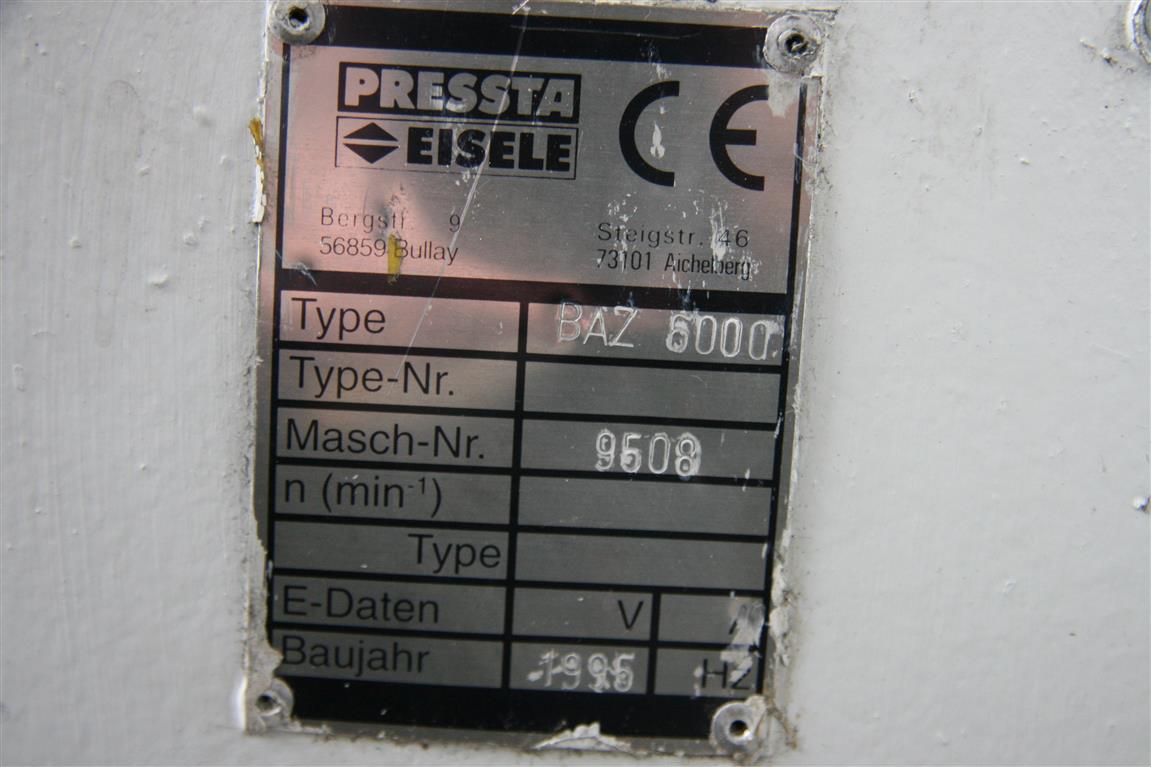 PRESSTA
EISELE
CE
Bergstr. 9
56859 Bullay
Steigstr. 46
73101 Aichelberg
Type BAZ 6000
Type-Nr.
Masch-Nr. 9508
n (min-1)
Type
E-Daten V
Baujahr 1995 HZ